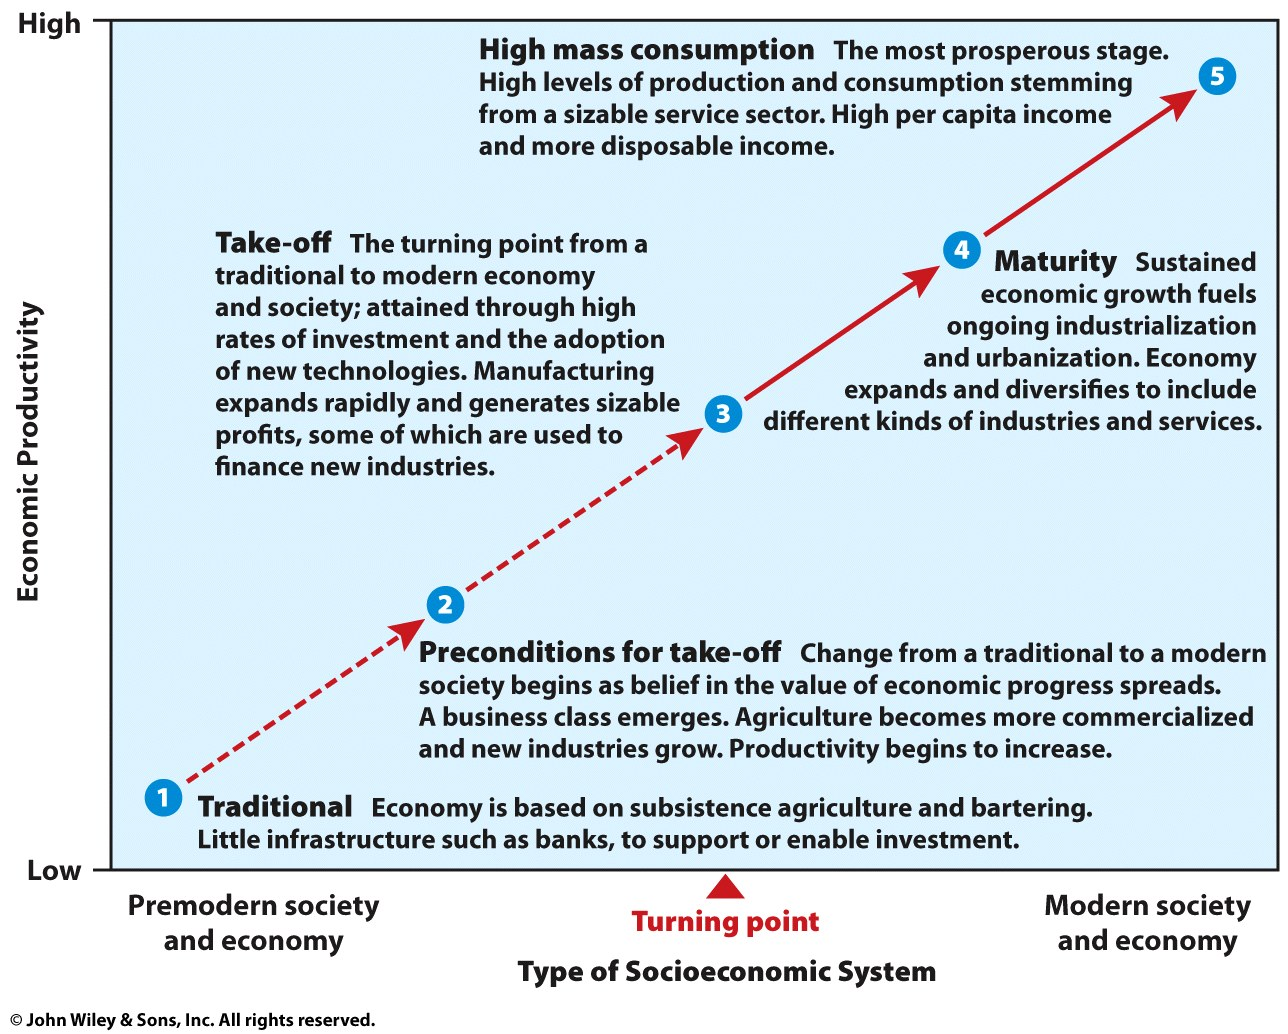 High
High mass consumption The most prosperous stage.
High levels of production and consumption stemming
from a sizable service sector. High per capita income
and more disposable income.
5
Take-off The turning point from a
traditional to modern economy
and society; attained through high
rates of investment and the adoption
of new technologies. Manufacturing
expands rapidly and generates sizable
profits, some of which are used to
finance new industries.
4
Maturity Sustained
economic growth fuels
ongoing industrialization
and urbanization. Economy
expands and diversifies to include
different kinds of industries and services.
3
Economic Productivity
2
Preconditions for take-off Change from a traditional to a modern
society begins as belief in the value of economic progress spreads.
A business class emerges. Agriculture becomes more commercialized
and new industries grow. Productivity begins to increase.
1
Traditional Economy is based on subsistence agriculture and bartering.
Little infrastructure such as banks, to support or enable investment.
Low
Premodern society
and economy
Turning point
Modern society
and economy
Type of Socioeconomic System
© John Wiley & Sons, Inc. All rights reserved.